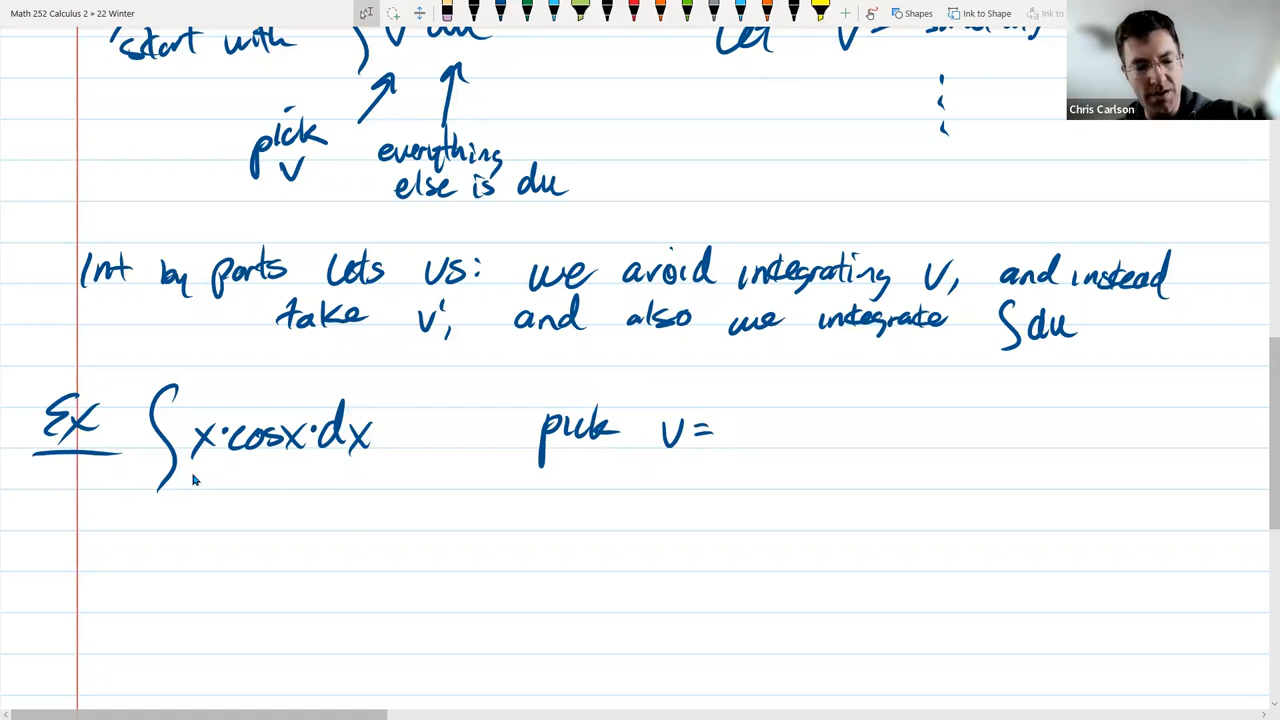 Math 252 Calculus 2 » 22 Winter
Shapes
Ink to Shape
Ink to
start with ∫ v du
Let v =
Chris Carlson
pick
v
everything
else is du
Int by parts lets us: we avoid integrating v, and instead
take v', and also we integrate ∫du
Ex ∫x·cosx·dx pick v=